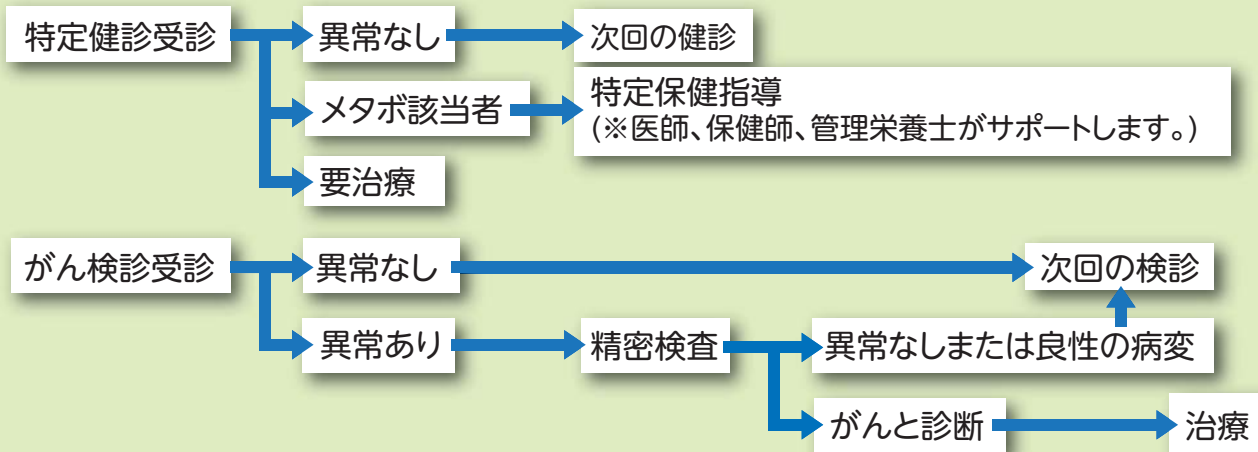 特定健診受診
異常なし
次回の健診
メタボ該当者
特定保健指導
(※医師、保健師、管理栄養士がサポートします。)
要治療
がん検診受診
異常なし
次回の検診
異常あり
精密検査
異常なしまたは良性の病変
がんと診断
治療